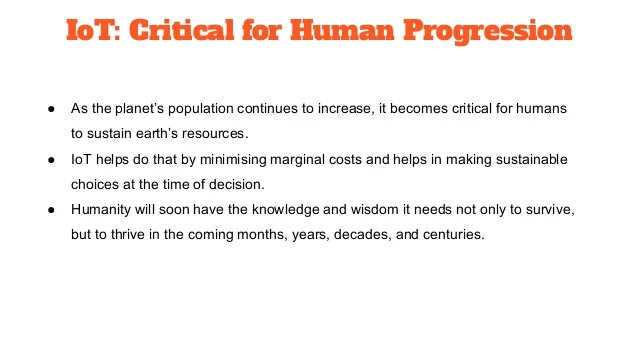 IoT: Critical for Human Progression
● As the planet’s population continues to increase, it becomes critical for humans
to sustain earth’s resources.
● IoT helps do that by minimising marginal costs and helps in making sustainable
choices at the time of decision.
● Humanity will soon have the knowledge and wisdom it needs not only to survive,
but to thrive in the coming months, years, decades, and centuries.